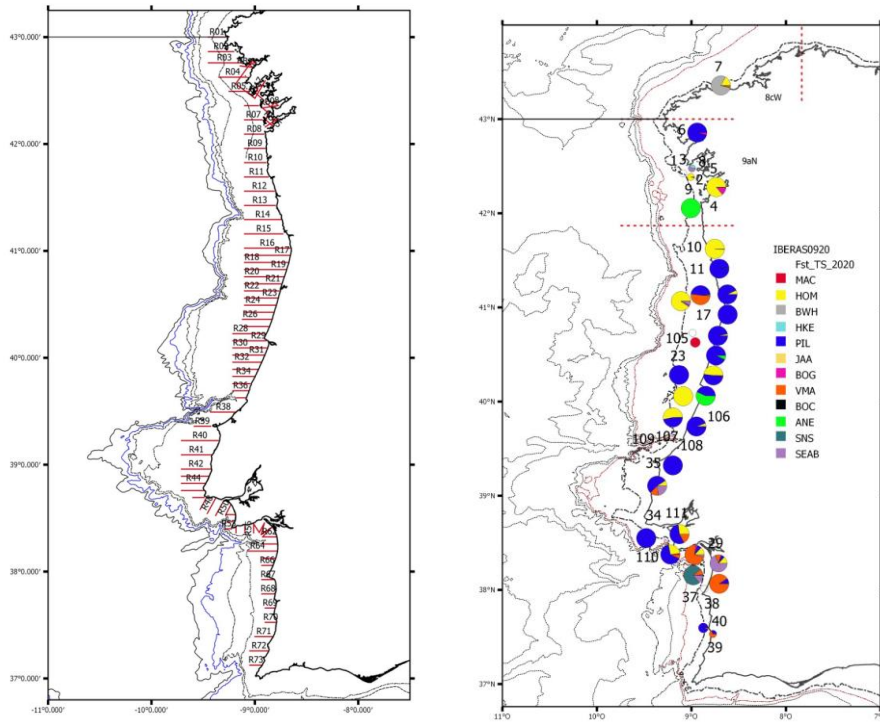 43°0.000'
42°0.000'
41°0.000'
40°0.000'
39°0.000'
38°0.000'
37°0.000'
-11°0.000'
-10°0.000'
-9°0.000'
-8°0.000'
R01
R03
R04
R05
R07
R08
R09
R10
R11
R12
R13
R14
R15
R16
R17
R18
R19
R20
R21
R22
R23
R24
R26
R28
R29
R30
R31
R32
R34
R36
R38
R39
R40
R41
R42
R44
R64
R66
R67
R68
R69
R70
R71
R72
R73
43°N
42°N
41°N
40°N
39°N
38°N
37°N
11°N
10°W
9°W
8°W
7
8cW
6
9aN
13
5
2
9
4
10
11
17
105
23
106
107
109
108
35
34
111
29
110
37
38
40
39
IBERAS0920
Fst_TS_2020
MAC
HOM
BWH
HKE
PIL
JAA
BOG
VMA
BOC
ANE
SNS
SEAB